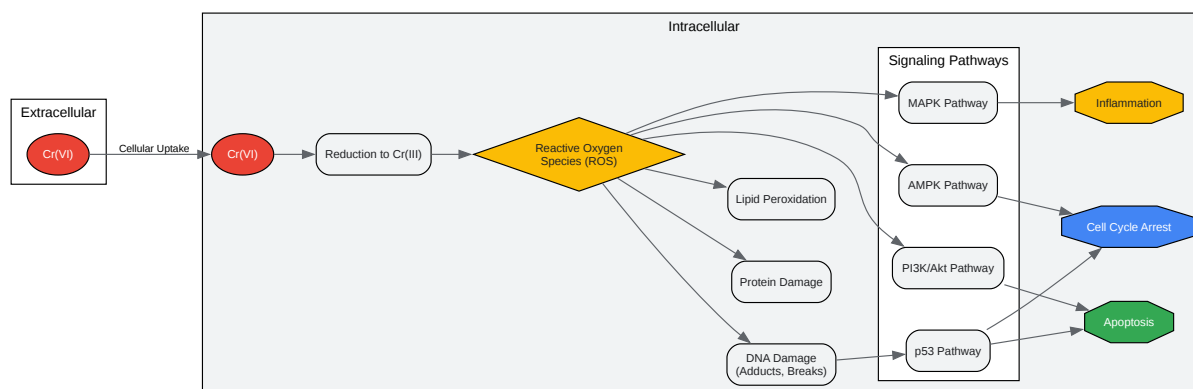 Intracellular
Extracellular
Cr(VI)
Cellular Uptake
Cr(VI)
Reduction to Cr(III)
Reactive Oxygen
Species (ROS)
Lipid Peroxidation
Protein Damage
DNA Damage
(Adducts, Breaks)
Signaling Pathways
MAPK Pathway
AMPK Pathway
PI3K/Akt Pathway
p53 Pathway
Inflammation
Cell Cycle Arrest
Apoptosis